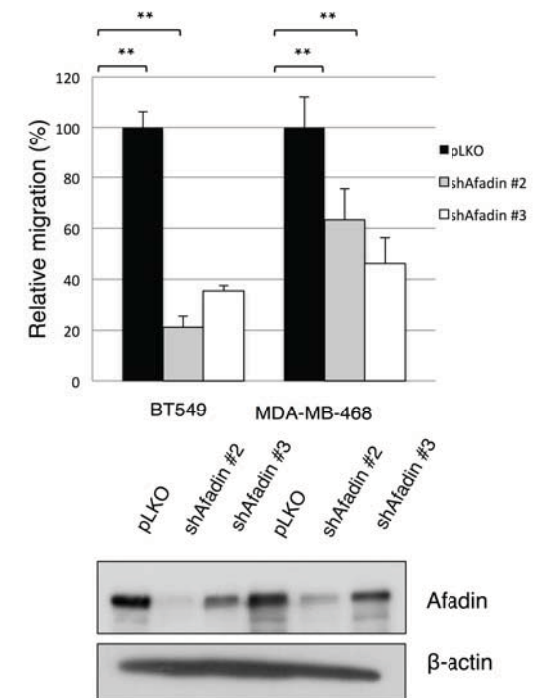 ** **
** **
120
100
80
60
40
20
0
Relative migration (%)
pLKO
shAfadin #2
shAfadin #3
BT549 MDA-MB-468
pLKO shAfadin #2 shAfadin #3 pLKO shAfadin #2 shAfadin #3
Afadin
β-actin